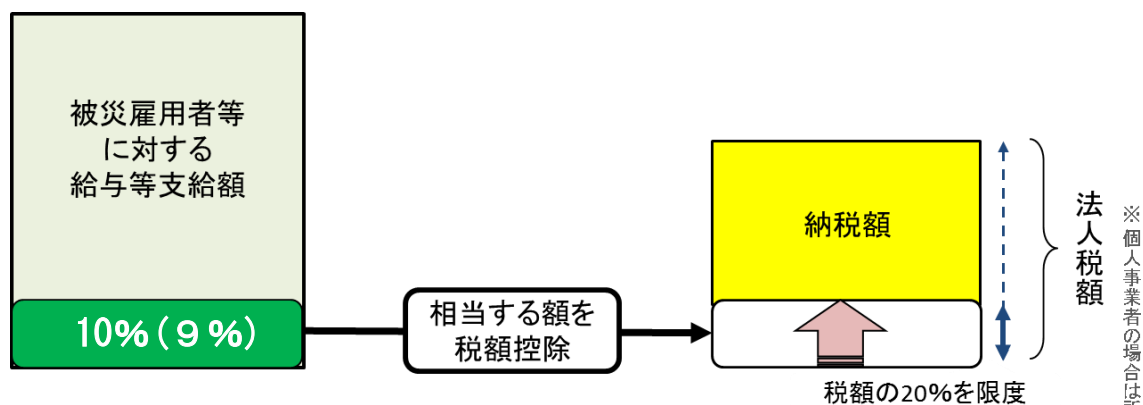 被災雇用者等
に対する
給与等支給額
10%(９%)
相当する額を
税額控除
納税額
税額の20%を限度
法人税額
※個人事業者の場合は